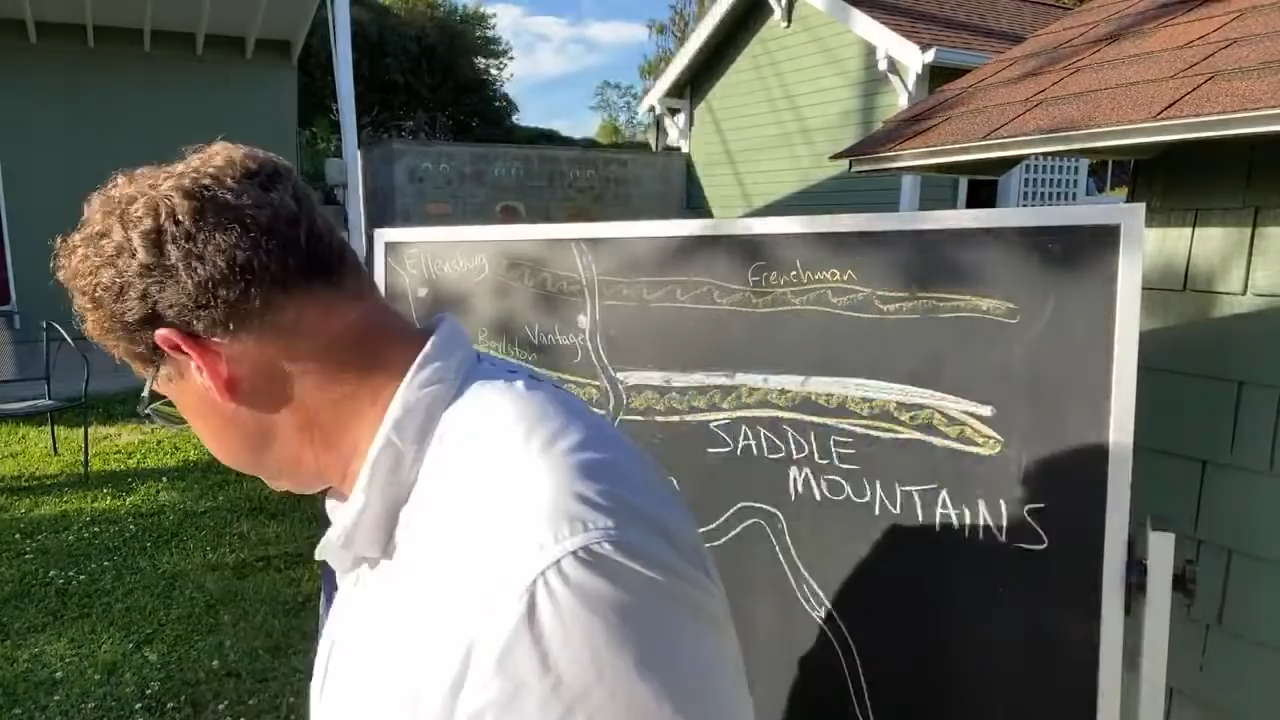 Ellensburg
Frenchman
Vantage
Boylston
SADDLE
MOUNTAINS